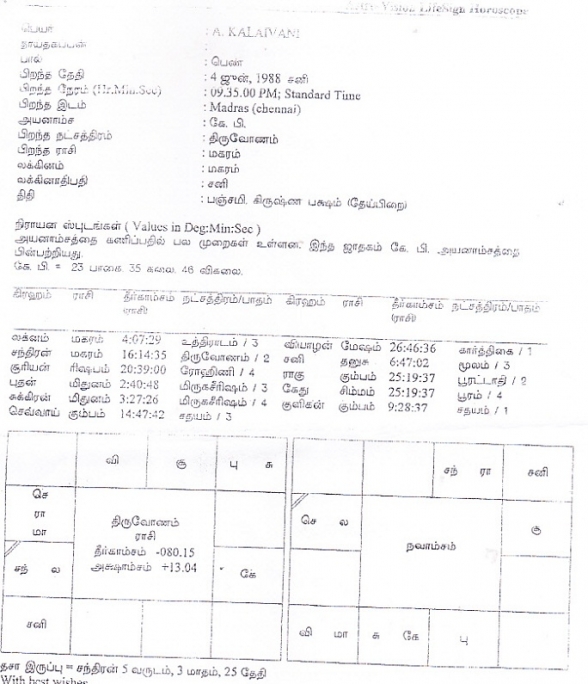 Vision LifeSign Horoscope
பெயர் : A. KALAIVANI
:
பால் : பெண்
பிறந்த தேதி : 4 ஜூன், 1988 சனி
பிறந்த நேரம் (Hr.Min.Sec) : 09.35.00 PM; Standard Time
பிறந்த இடம் : Madras (chennai)
அயனாம்ச : கே. பி.
பிறந்த நட்சத்திரம் : திருவோணம்
பிறந்த ராசி : மகரம்
லக்கினம் : மகரம்
லக்கினாதிபதி : சனி
திதி : பஞ்சமி, கிருஷ்ண பக்ஷம் (தேய்பிறை)
நிராயன ஸ்புடங்கள் ( Values in Deg:Min:Sec )
அயனாம்சத்தை கணிப்பதில் பல முறைகள் உள்ளன. இந்த ஜாதகம் கே. பி. அயனாம்சத்தை
பின்பற்றியது.
கே. பி. = 23 பாகை. 35 கலை. 46 விகலை.
கிரஹம் ராசி தீர்காம்சம் நட்சத்திரம்/பாதம் கிரஹம் ராசி தீர்காம்சம் நட்சத்திரம்/பாதம்
(ராசி) (ராசி)
லக்னம் மகரம் 4:07:29 உத்திராடம் / 3 வியாழன் மேஷம் 26:46:36 கார்த்திகை / 1
சந்திரன் மகரம் 16:14:35 திருவோணம் / 2 சனி தனுசு 6:47:02 மூலம் / 3
சூரியன் ரிஷபம் 20:39:00 ரோஹிணி / 4 ராகு கும்பம் 25:19:37 பூரட்டாதி / 2
புதன் மிதுனம் 2:40:48 மிருகசீரிஷம் / 3 கேது சிம்மம் 25:19:37 பூரம் / 4
சுக்கிரன் மிதுனம் 3:27:26 மிருகசீரிஷம் / 4 குளிகன் கும்பம் 9:28:37 சதயம் / 1
செவ்வாய் கும்பம் 14:47:42 சதயம் / 3
வி சூ பு சு
செ
ரா
மா
சந் ல
கே
சனி
திருவோணம்
ராசி
தீர்காம்சம் -080.15
அக்ஷாம்சம் +13.04
சந் ரா சனி
செ ல
சூ
நவாம்சம்
வி மா சு கே பு
தசா இருப்பு = சந்திரன் 5 வருடம், 3 மாதம், 25 தேதி
With best wishes